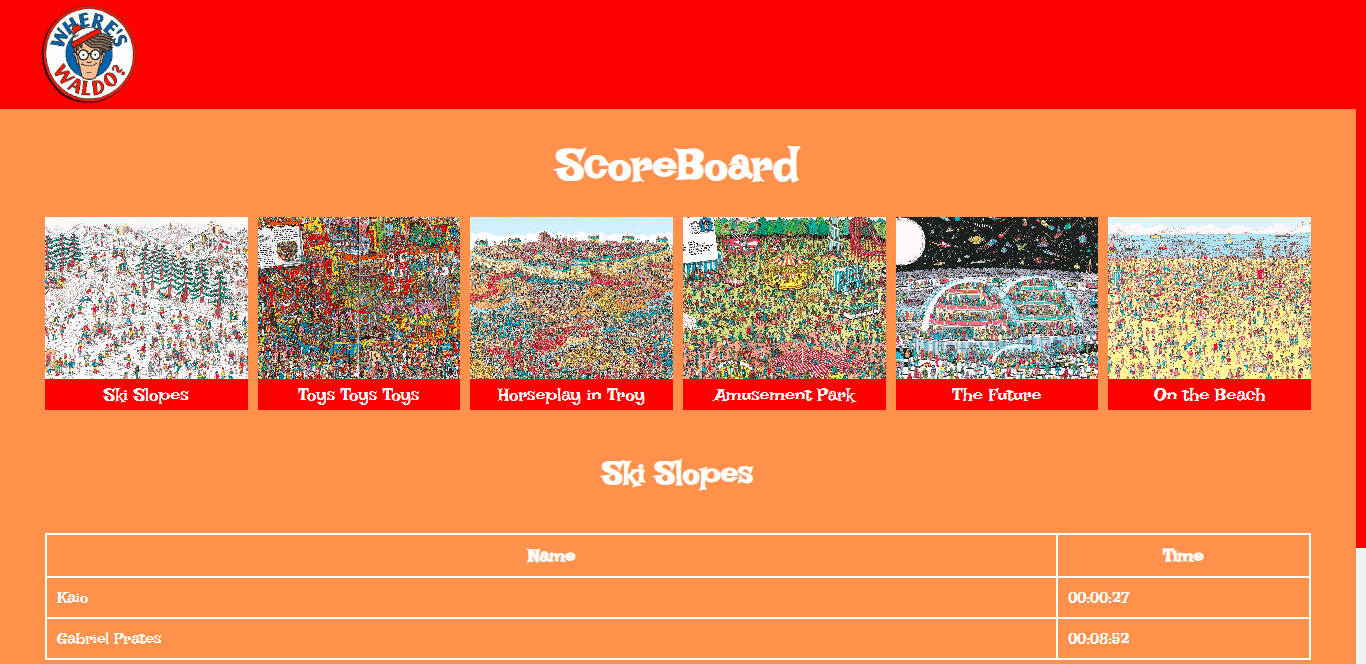 WHERE'S
WALDO?
ScoreBoard
Ski Slopes
Toys Toys Toys
Horseplay in Troy
Amusement Park
The Future
On the Beach
Ski Slopes
Name Time
Kaio 00:00:27
Gabriel Prates 00:08:52